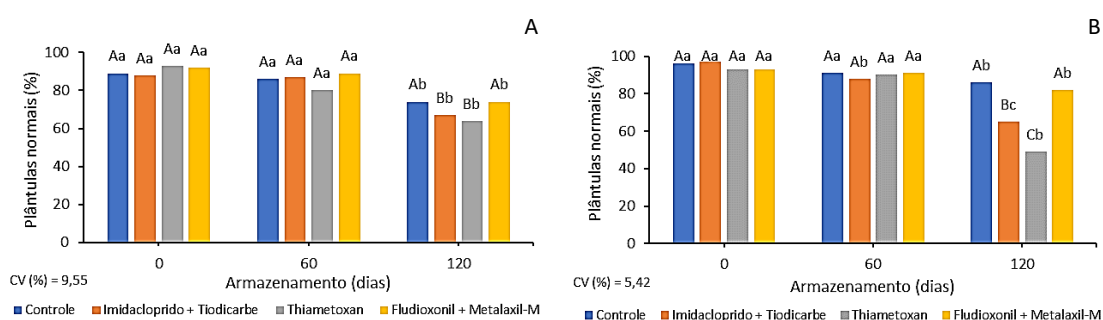 A
Plântulas normais (%)
100
80
60
40
20
0
Aa Aa Aa Aa
Aa Aa Aa Aa
Ab Bb Bb Ab
0 60 120
CV (%) = 9,55
Armazenamento (dias)
Controle Imidacloprido + Tiodicarbe Thiametoxan Fludioxonil + Metalaxil-M
B
Plântulas normais (%)
100
80
60
40
20
0
Aa Aa Aa Aa
Aa Ab Aa Aa
Ab Bc Cb Ab
0 60 120
CV (%) = 5,42
Armazenamento (dias)
Controle Imidacloprido + Tiodicarbe Thiametoxan Fludioxonil + Metalaxil-M